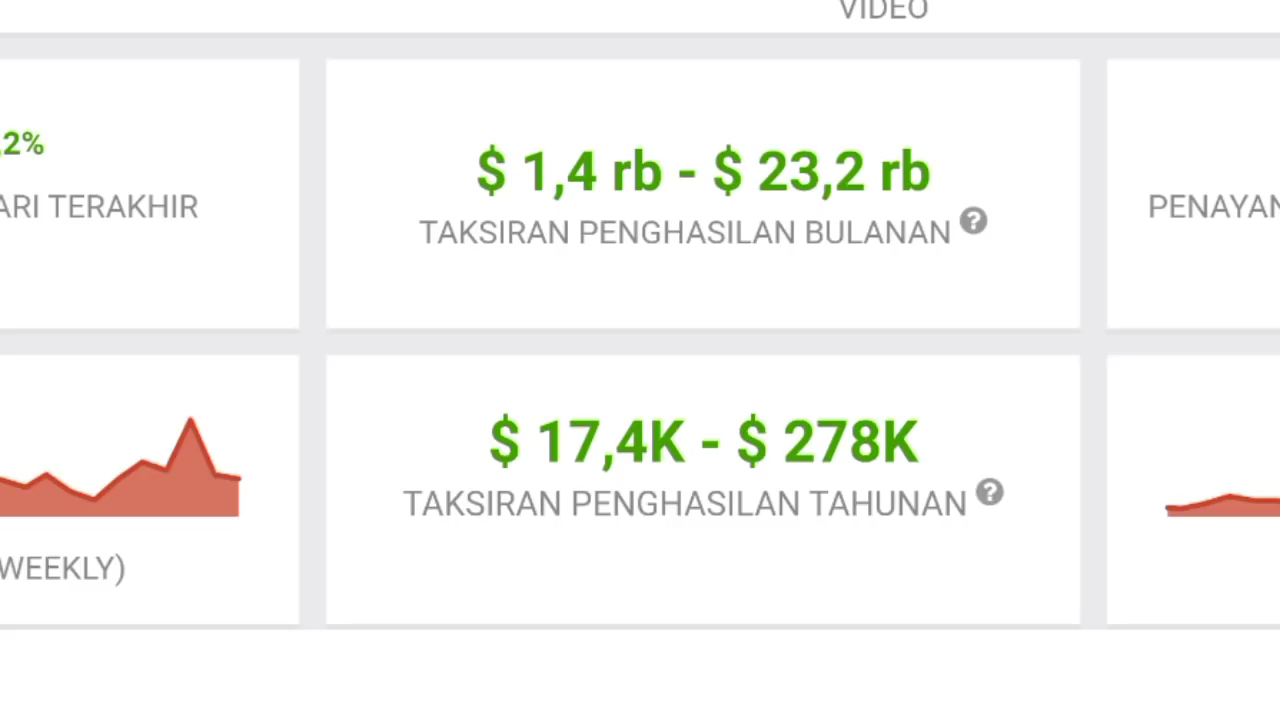 VIDEO
,2%
ARI TERAKHIR
$ 1,4 rb - $ 23,2 rb
TAKSIRAN PENGHASILAN BULANAN ?
PENAYAN
WEEKLY)
$ 17,4K - $ 278K
TAKSIRAN PENGHASILAN TAHUNAN ?